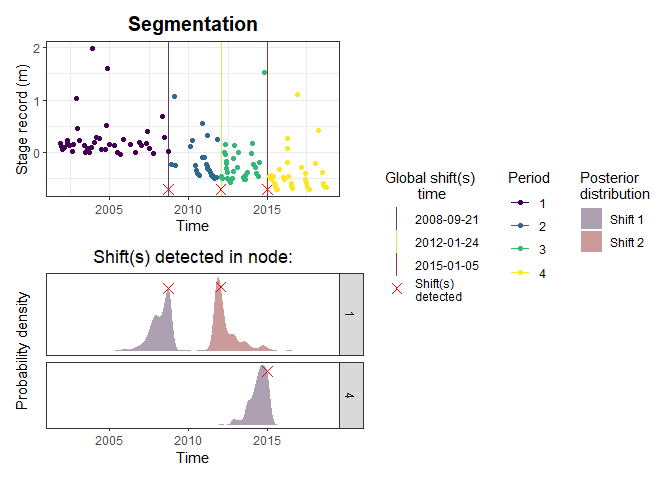 Segmentation
Stage record (m)
2
1
0
2005
2010
2015
Time
Shift(s) detected in node:
Probability density
1
4
2005
2010
2015
Time
Global shift(s)
time
2008-09-21
2012-01-24
2015-01-05
Shift(s)
detected
Period
1
2
3
4
Posterior
distribution
Shift 1
Shift 2